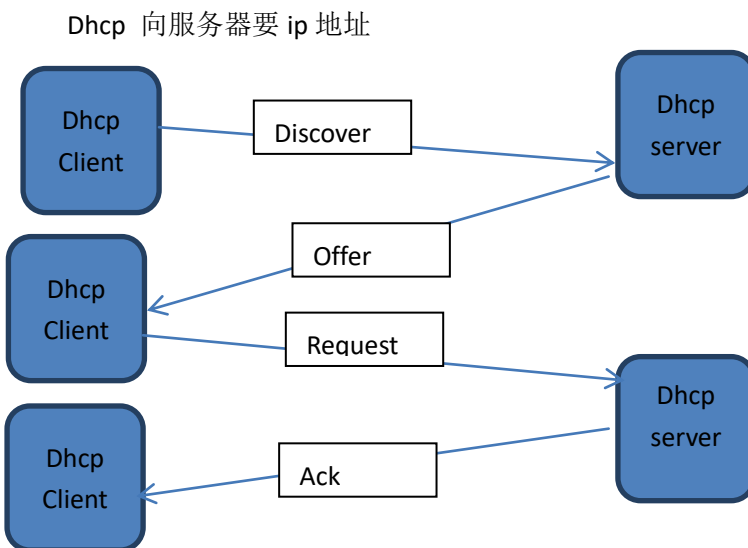 Dhcp 向服务器要 ip 地址
Dhcp
Client
Discover
Dhcp
server
Offer
Dhcp
Client
Request
Dhcp
server
Dhcp
Client
Ack